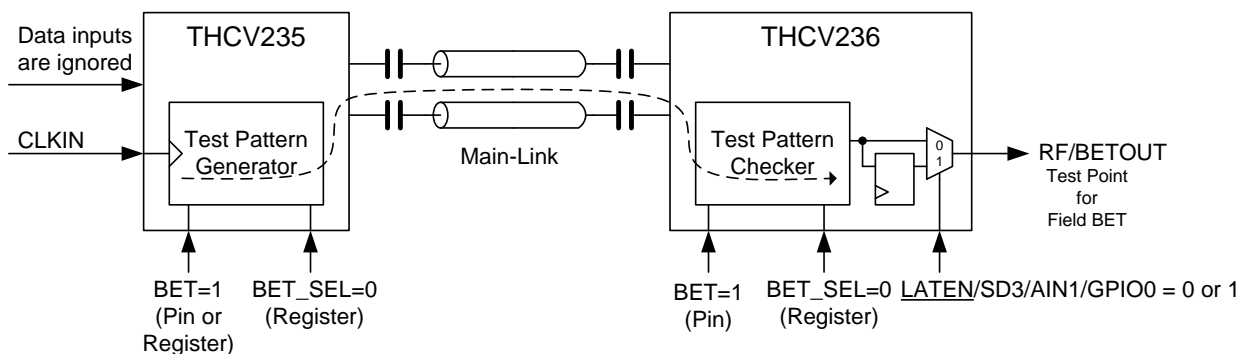 Data inputs
are ignored
CLKIN
THCV235
Test Pattern
Generator
Main-Link
THCV236
Test Pattern
Checker
0
1
RF/BETOUT
Test Point
for
Field BET
BET=1
(Pin or
Register)
BET_SEL=0
(Register)
BET=1
(Pin)
BET_SEL=0
(Register)
LATEN/SD3/AIN1/GPIO0 = 0 or 1